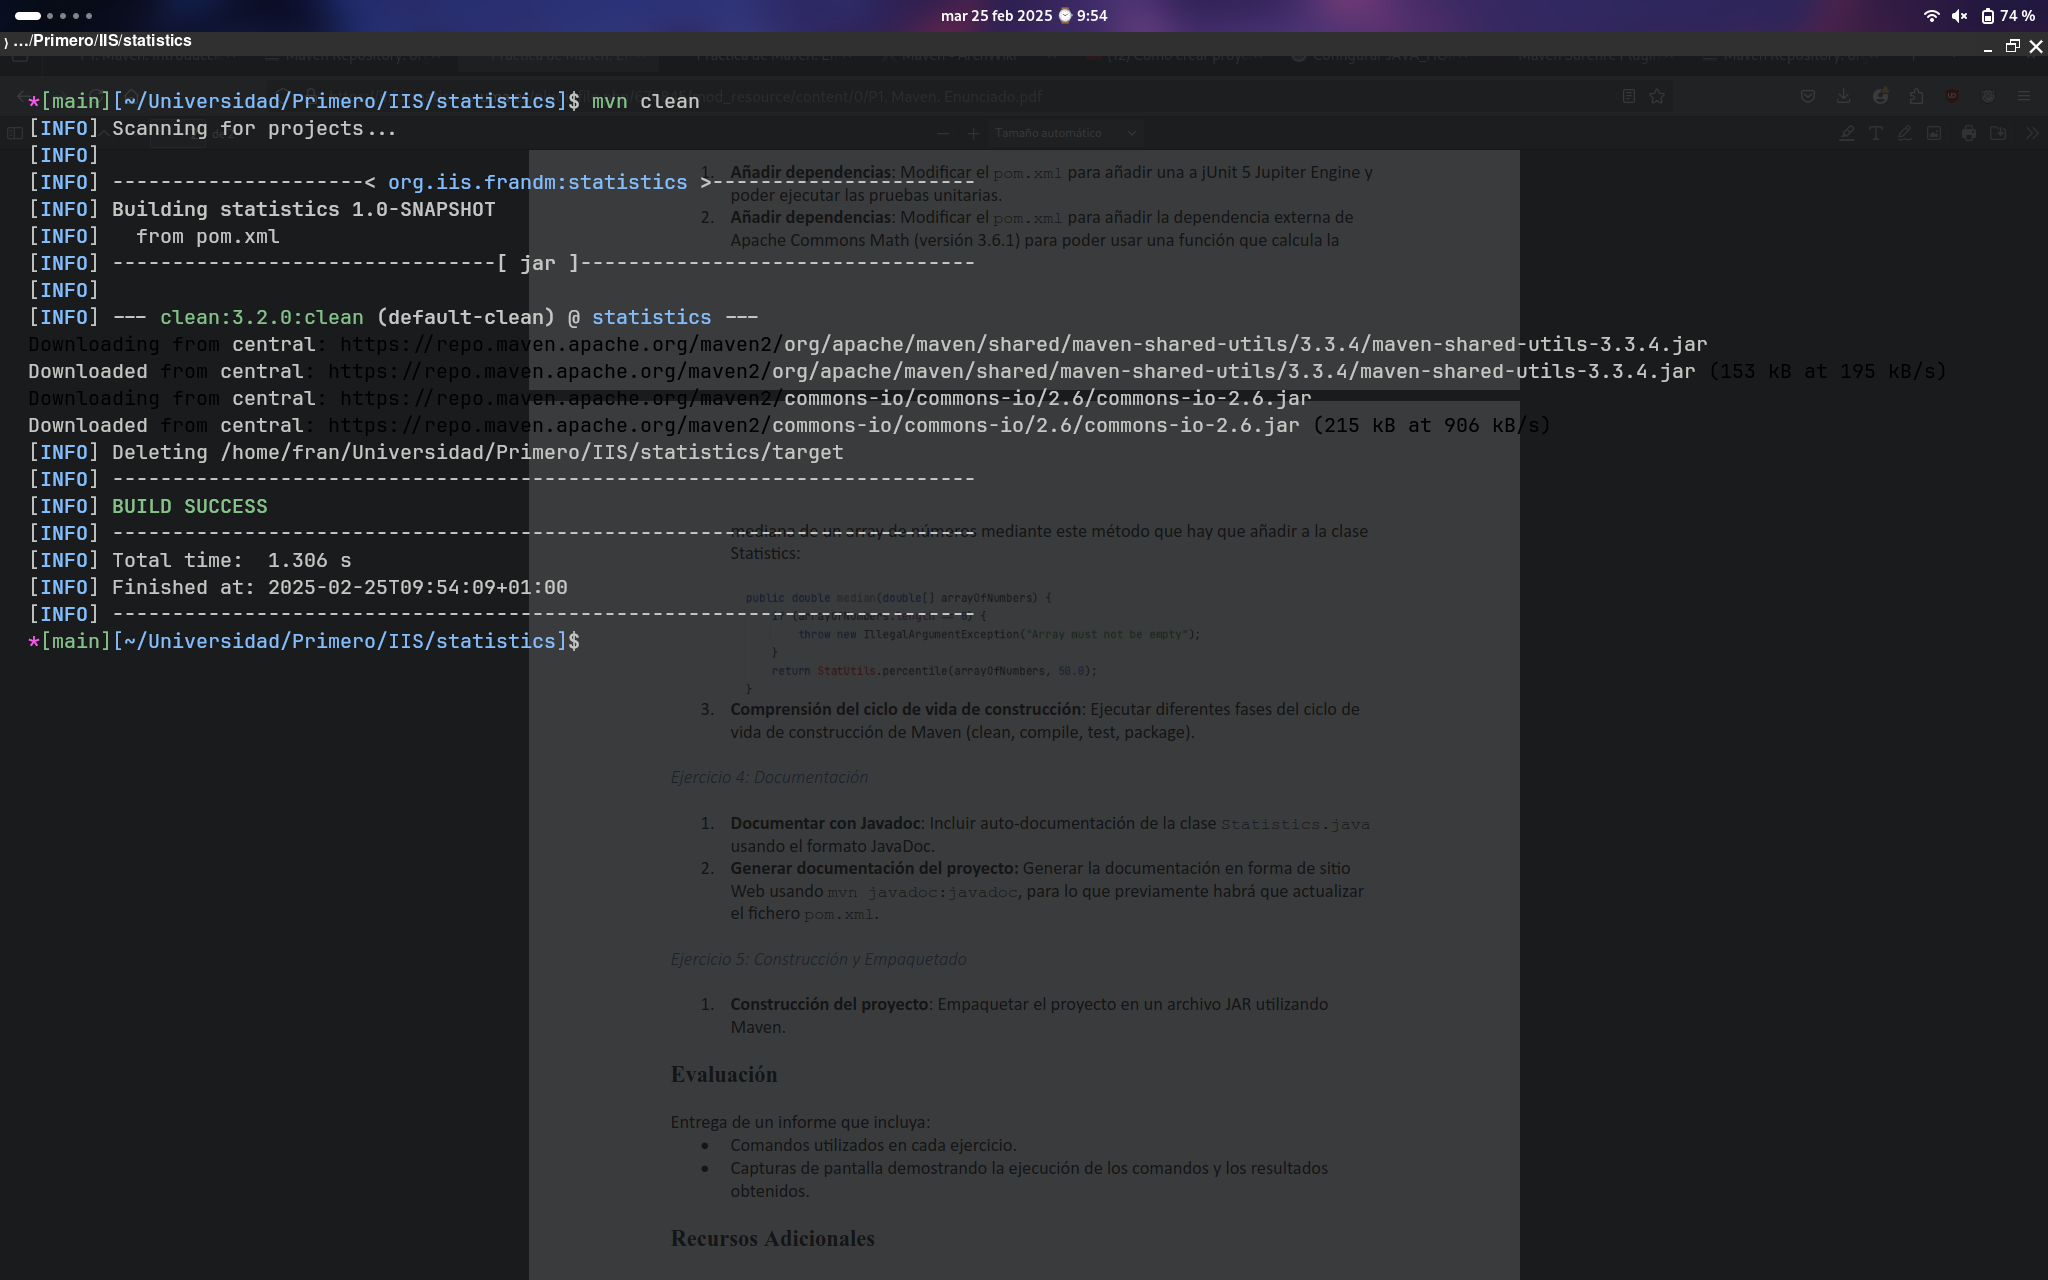 mar 25 feb 2025 ⌚ 9:54
74 %
.../Primero/IIS/statistics
*[main][~/Universidad/Primero/IIS/statistics]$ mvn clean
mod_resource/content/0/P1. Maven. Enunciado.pdf
[INFO] Scanning for projects...
Tamaño automático
[INFO]
[INFO] ---------------------< org.iis.frandm:statistics >----------------------
[INFO] Building statistics 1.0-SNAPSHOT
[INFO]   from pom.xml
[INFO] --------------------------------[ jar ]---------------------------------
[INFO]
[INFO] --- clean:3.2.0:clean (default-clean) @ statistics ---
Downloading from central: https://repo.maven.apache.org/maven2/org/apache/maven/shared/maven-shared-utils/3.3.4/maven-shared-utils-3.3.4.jar
Downloaded from central: https://repo.maven.apache.org/maven2/org/apache/maven/shared/maven-shared-utils/3.3.4/maven-shared-utils-3.3.4.jar (153 kB at 195 kB/s)
Downloading from central: https://repo.maven.apache.org/maven2/commons-io/commons-io/2.6/commons-io-2.6.jar
Downloaded from central: https://repo.maven.apache.org/maven2/commons-io/commons-io/2.6/commons-io-2.6.jar (215 kB at 906 kB/s)
[INFO] Deleting /home/fran/Universidad/Primero/IIS/statistics/target
[INFO] ------------------------------------------------------------------------
[INFO] BUILD SUCCESS
[INFO] ------------------------------------------------------------------------
[INFO] Total time:  1.306 s
[INFO] Finished at: 2025-02-25T09:54:09+01:00
[INFO] ------------------------------------------------------------------------
*[main][~/Universidad/Primero/IIS/statistics]$
1. Añadir dependencias: Modificar el pom.xml para añadir una a jUnit 5 Jupiter Engine y
poder ejecutar las pruebas unitarias.
2. Añadir dependencias: Modificar el pom.xml para añadir la dependencia externa de
Apache Commons Math (versión 3.6.1) para poder usar una función que calcula la
mediana de un array de números mediante este método que hay que añadir a la clase
Statistics:
public double median(double[] arrayOfNumbers) {
if (arrayOfNumbers.length == 0) {
throw new IllegalArgumentException("Array must not be empty");
}
return StatUtils.percentile(arrayOfNumbers, 50.0);
}
3. Comprensión del ciclo de vida de construcción: Ejecutar diferentes fases del ciclo de
vida de construcción de Maven (clean, compile, test, package).
Ejercicio 4: Documentación
1. Documentar con Javadoc: Incluir auto-documentación de la clase Statistics.java
usando el formato JavaDoc.
2. Generar documentación del proyecto: Generar la documentación en forma de sitio
Web usando mvn javadoc:javadoc, para lo que previamente habrá que actualizar
el fichero pom.xml.
Ejercicio 5: Construcción y Empaquetado
1. Construcción del proyecto: Empaquetar el proyecto en un archivo JAR utilizando
Maven.
Evaluación
Entrega de un informe que incluya:
• Comandos utilizados en cada ejercicio.
• Capturas de pantalla demostrando la ejecución de los comandos y los resultados
obtenidos.
Recursos Adicionales